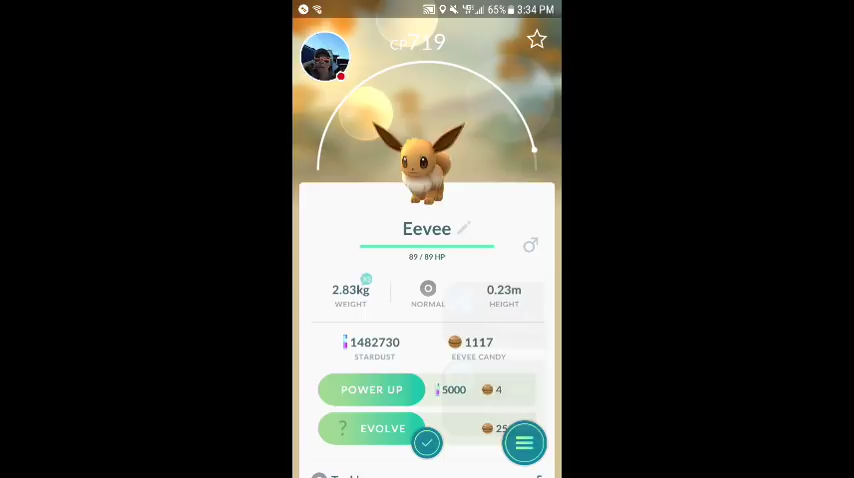 65% 3:34 PM
CP719
Eevee
89 / 89 HP
XS
2.83kg
WEIGHT
NORMAL
0.23m
HEIGHT
1482730
STARDUST
1117
EEVEE CANDY
POWER UP 5000 4
? EVOLVE 25